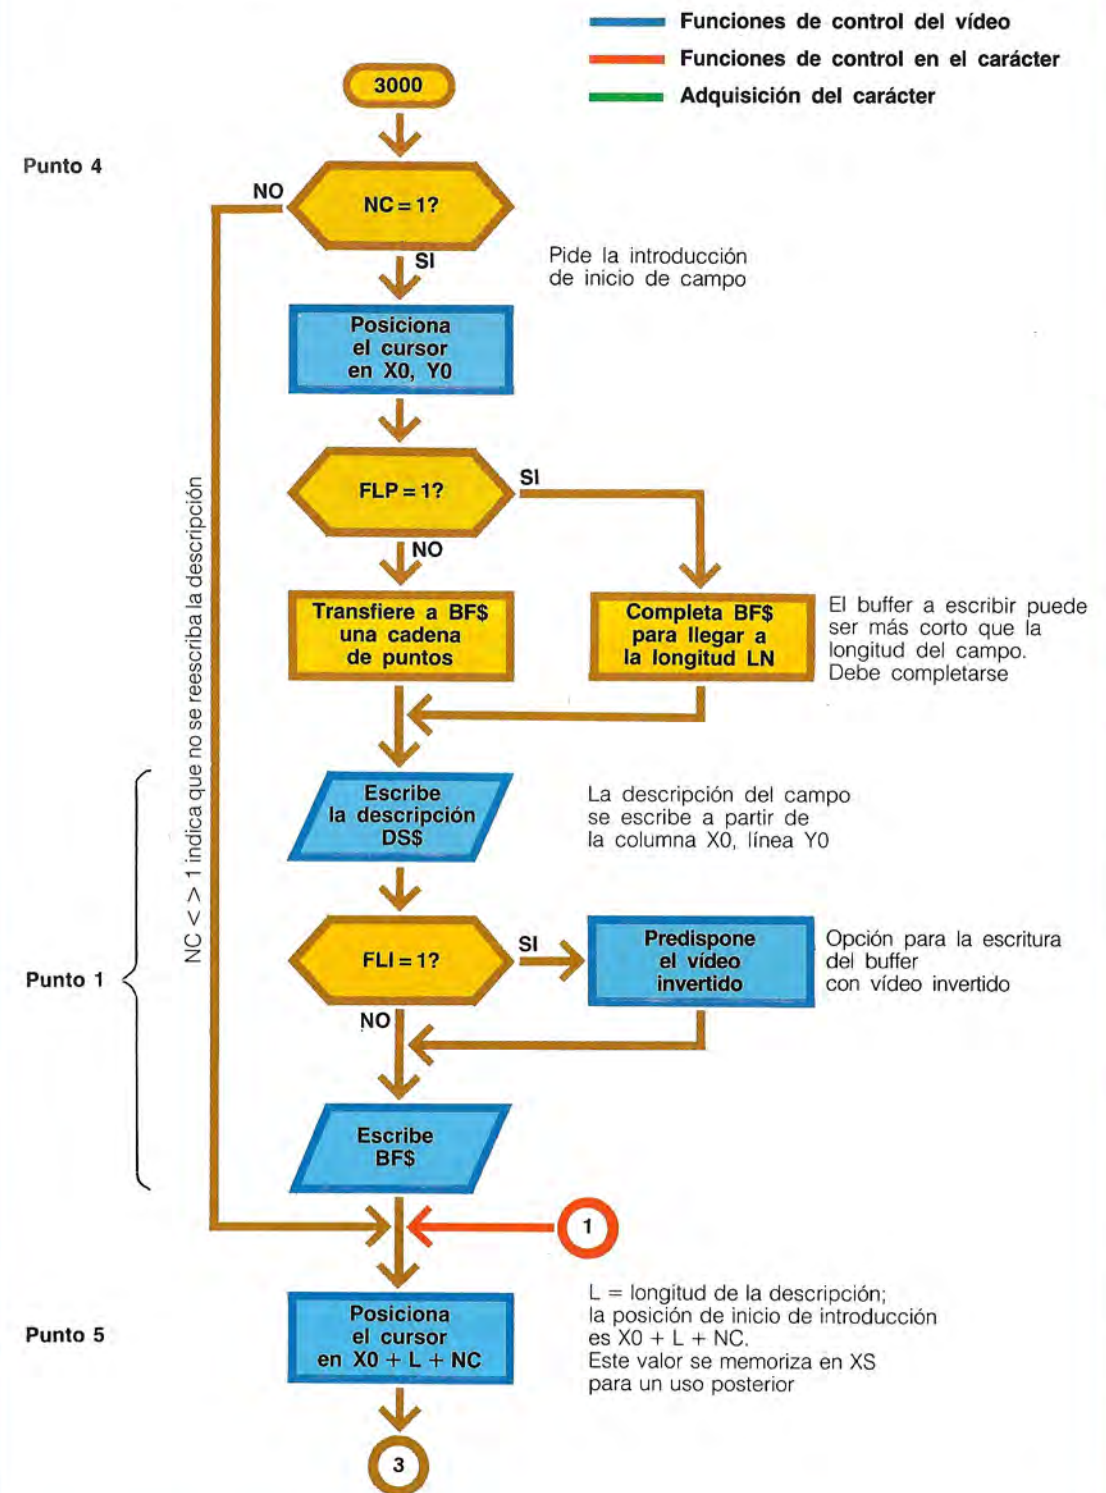 Funciones de control del vídeo
Funciones de control en el carácter
Adquisición del carácter
3000
Punto 4
NO
NC = 1?
SI
Pide la introducción
de inicio de campo
Posiciona
el cursor
en X0, Y0
FLP = 1?
SI
NO
NC < > 1 indica que no se reescriba la descripción
Transfiere a BF$
una cadena
de puntos
Completa BF$
para llegar a
la longitud LN
El buffer a escribir puede
ser más corto que la
longitud del campo.
Debe completarse
Escribe
la descripción
DS$
La descripción del campo
se escribe a partir de
la columna X0, línea Y0
Punto 1
FLI = 1?
SI
NO
Predispone
el vídeo
invertido
Opción para la escritura
del buffer
con vídeo invertido
Escribe
BF$
1
Punto 5
Posiciona
el cursor
en X0 + L + NC
L = longitud de la descripción;
la posición de inicio de introducción
es X0 + L + NC.
Este valor se memoriza en XS
para un uso posterior
3